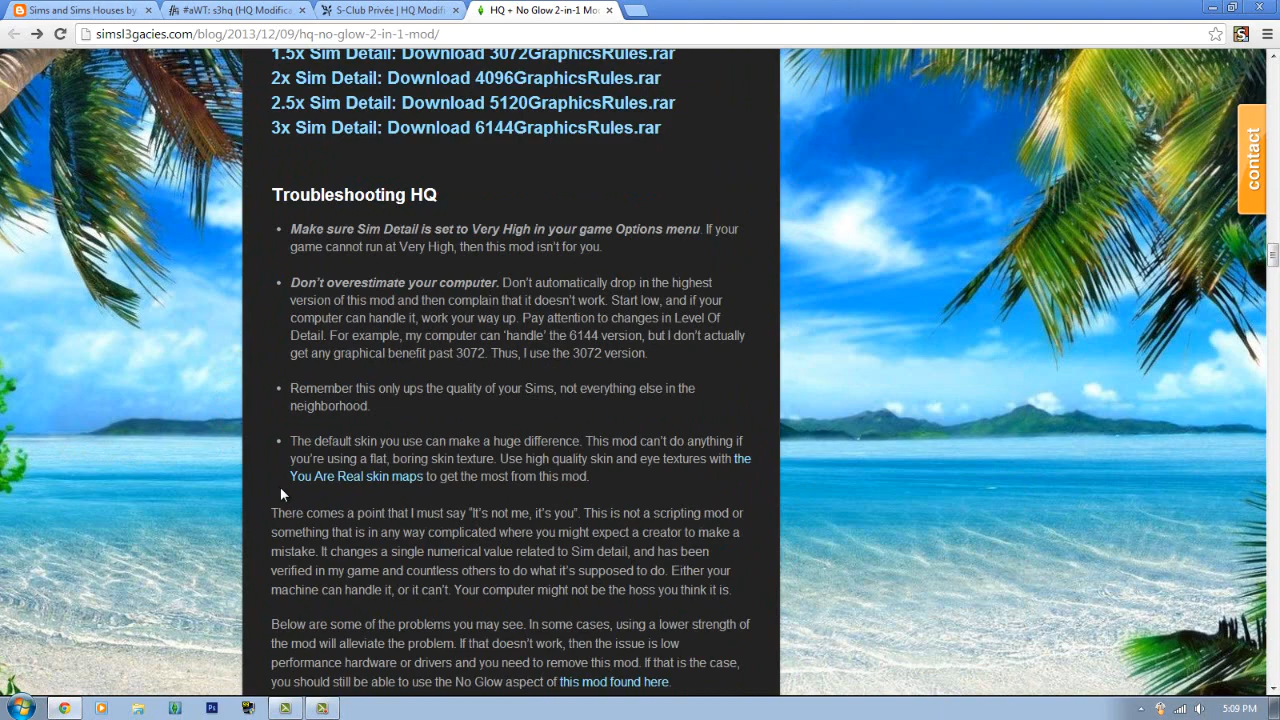 Sims and Sims Houses by
#aWT: s3hq (HQ Modifica
S-Club Privée | HQ Modifi
HQ + No Glow 2-in-1 Mo
simsl3gacies.com/blog/2013/12/09/hq-no-glow-2-in-1-mod/
1.5x Sim Detail: Download 3072GraphicsRules.rar
2x Sim Detail: Download 4096GraphicsRules.rar
2.5x Sim Detail: Download 5120GraphicsRules.rar
3x Sim Detail: Download 6144GraphicsRules.rar
contact
Troubleshooting HQ
• Make sure Sim Detail is set to Very High in your game Options menu. If your
game cannot run at Very High, then this mod isn't for you.
• Don't overestimate your computer. Don't automatically drop in the highest
version of this mod and then complain that it doesn't work. Start low, and if your
computer can handle it, work your way up. Pay attention to changes in Level Of
Detail. For example, my computer can 'handle' the 6144 version, but I don't actually
get any graphical benefit past 3072. Thus, I use the 3072 version.
• Remember this only ups the quality of your Sims, not everything else in the
neighborhood.
• The default skin you use can make a huge difference. This mod can't do anything if
you're using a flat, boring skin texture. Use high quality skin and eye textures with the
You Are Real skin maps to get the most from this mod.
There comes a point that I must say "It's not me, it's you". This is not a scripting mod or
something that is in any way complicated where you might expect a creator to make a
mistake. It changes a single numerical value related to Sim detail, and has been
verified in my game and countless others to do what it's supposed to do. Either your
machine can handle it, or it can't. Your computer might not be the hoss you think it is.
Below are some of the problems you may see. In some cases, using a lower strength of
the mod will alleviate the problem. If that doesn't work, then the issue is low
performance hardware or drivers and you need to remove this mod. If that is the case,
you should still be able to use the No Glow aspect of this mod found here.
Ps
5:09 PM